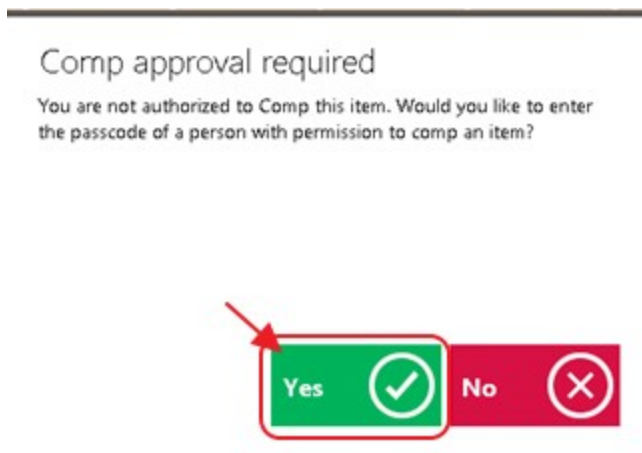 Comp approval required
You are not authorized to Comp this item. Would you like to enter
the passcode of a person with permission to comp an item?
Yes
No